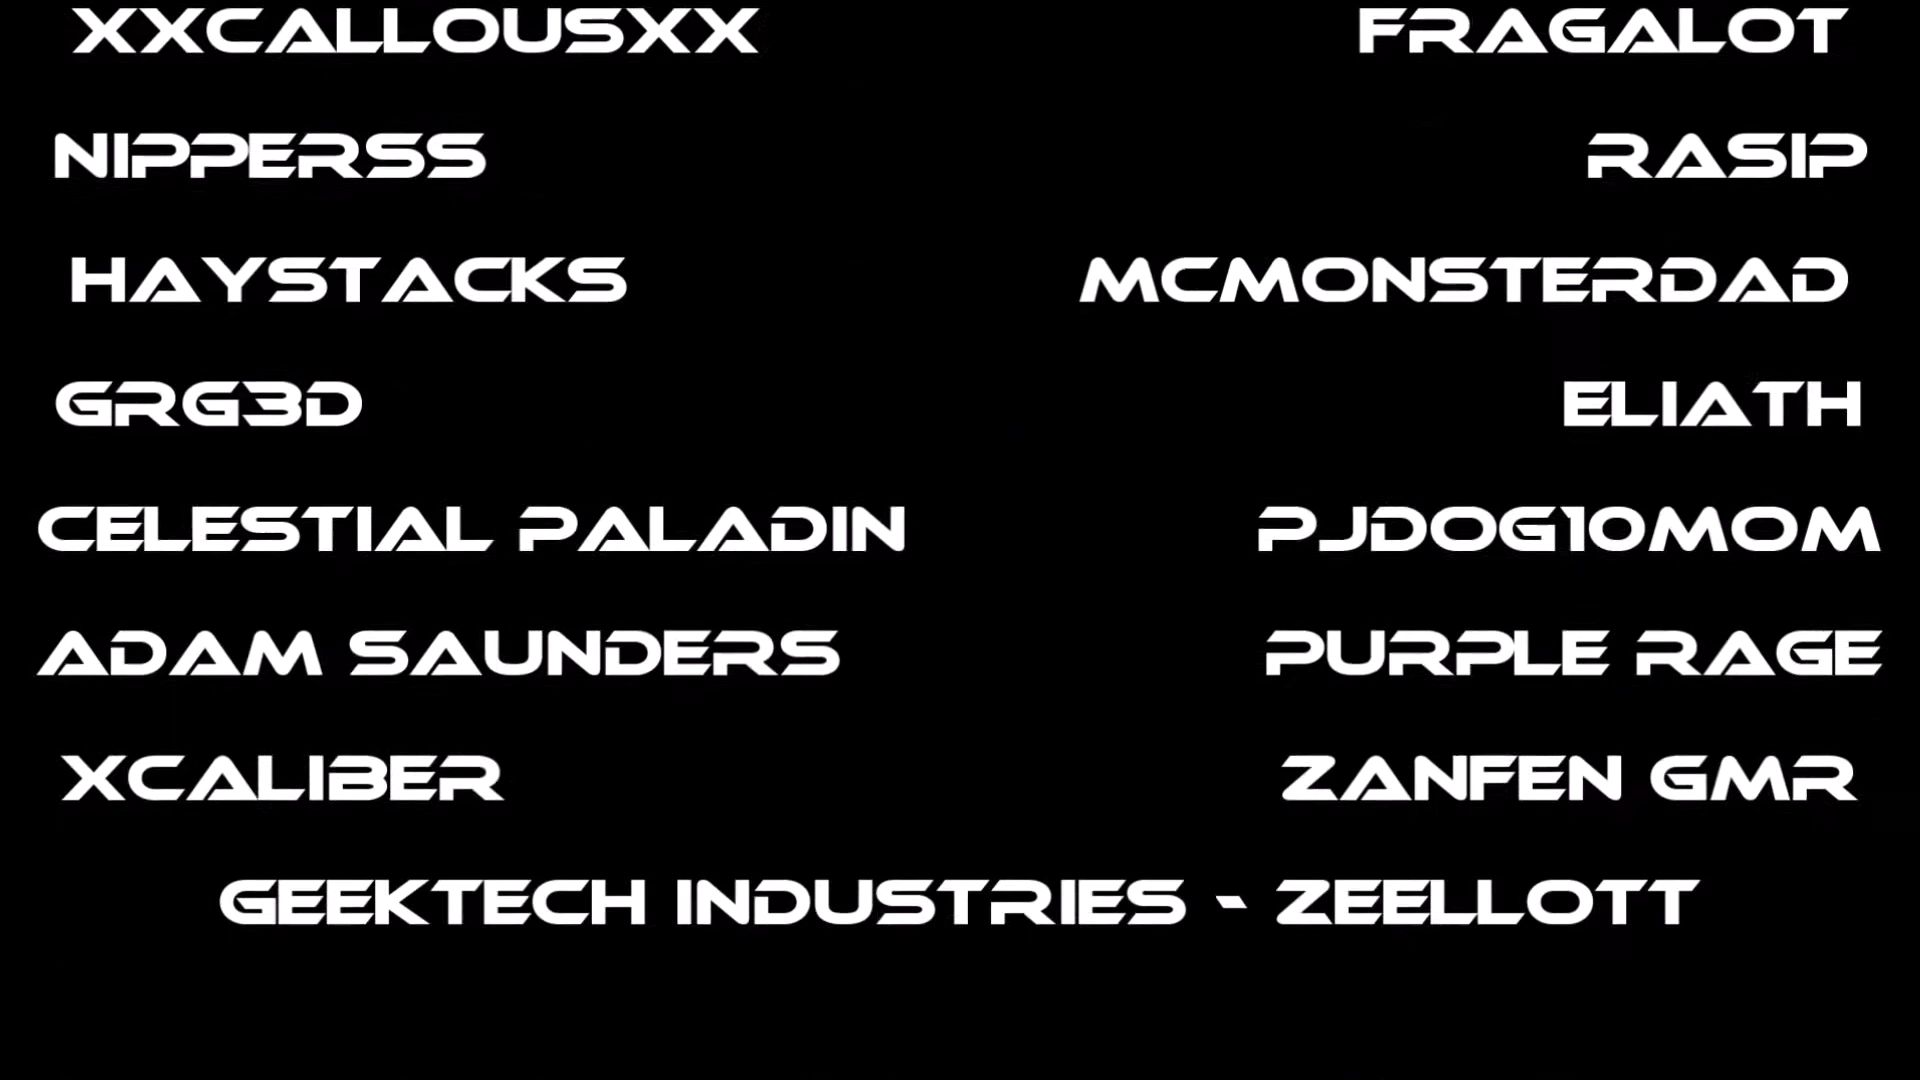 XXCALLOUSXX FRAGALOT
NIPPERSS RASIP
HAYSTACKS MCMONSTERDAD
GRG3D ELIATH
CELESTIAL PALADIN PJDOG10MOM
ADAM SAUNDERS PURPLE RAGE
XCALIBER ZANFEN GMR
GEEKTECH INDUSTRIES - ZEELLOTT